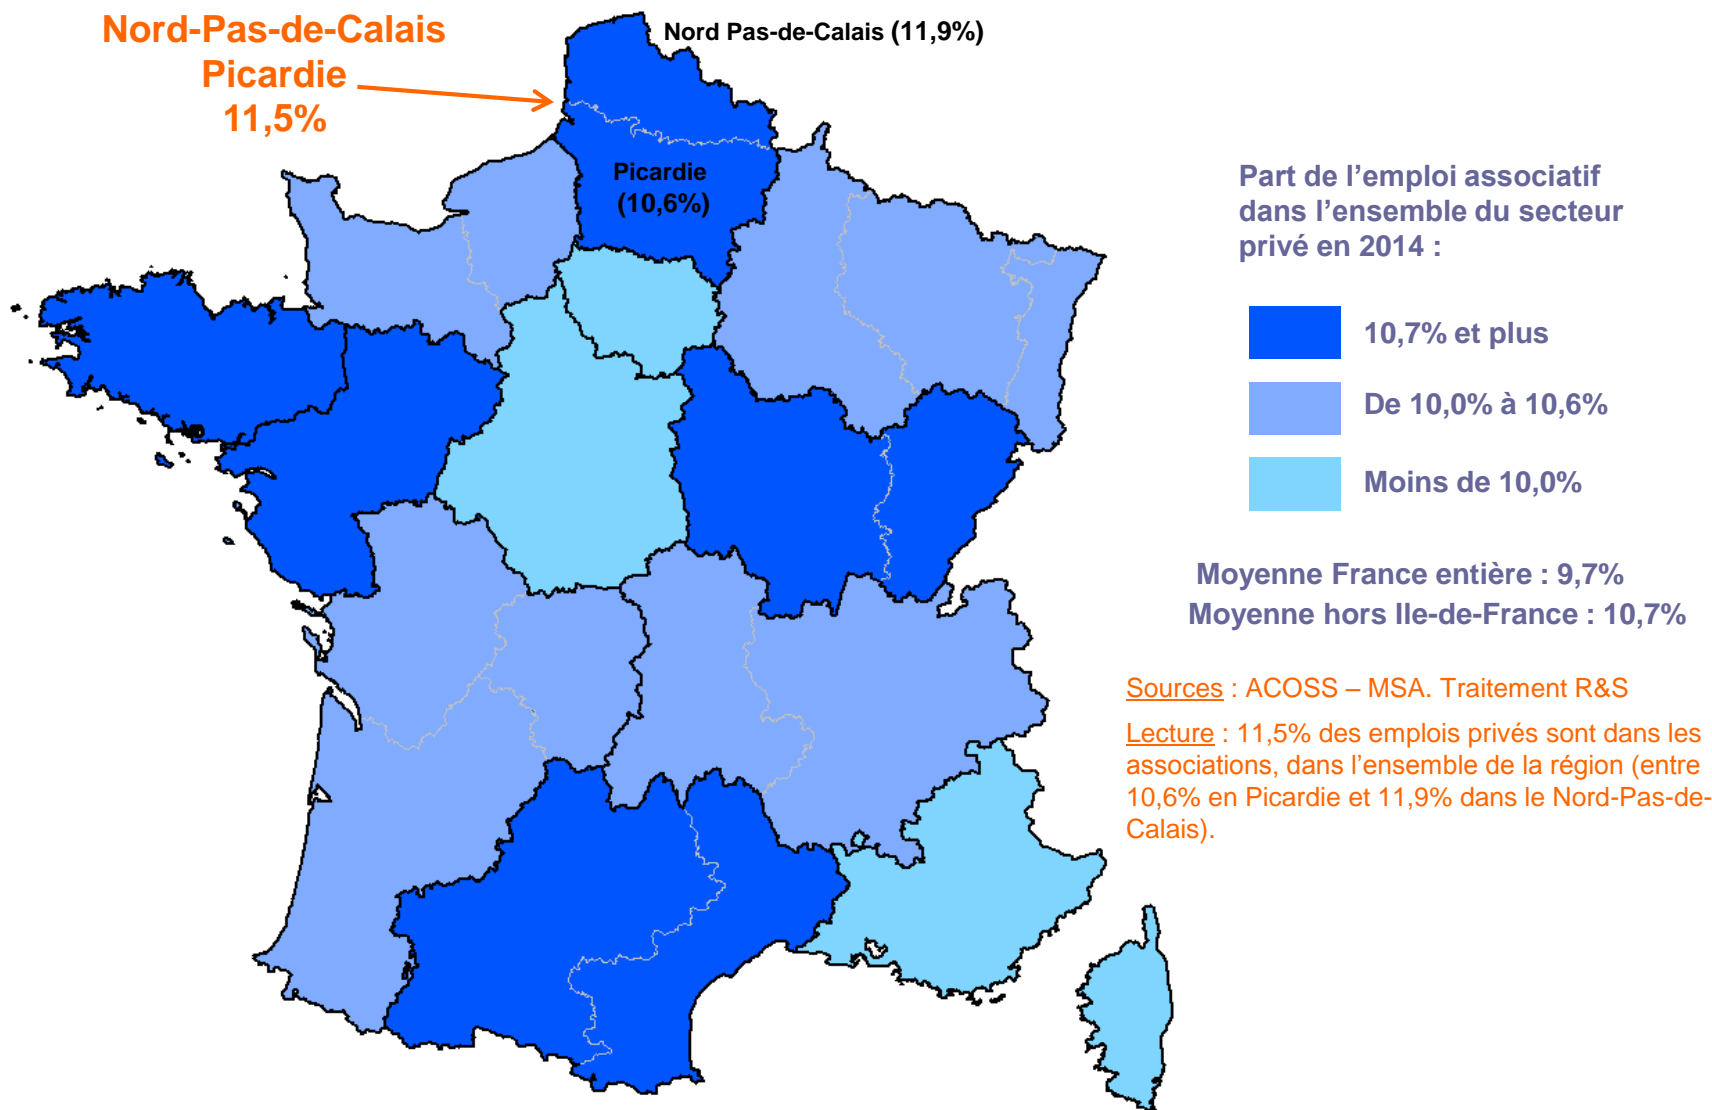 Nord-Pas-de-Calais
Picardie
11,5%
Nord Pas-de-Calais (11,9%)
Picardie
(10,6%)
Part de l’emploi associatif
dans l’ensemble du secteur
privé en 2014 :
10,7% et plus
De 10,0% à 10,6%
Moins de 10,0%
Moyenne France entière : 9,7%
Moyenne hors Ile-de-France : 10,7%
Sources : ACOSS – MSA. Traitement R&S
Lecture : 11,5% des emplois privés sont dans les
associations, dans l’ensemble de la région (entre
10,6% en Picardie et 11,9% dans le Nord-Pas-de-
Calais).